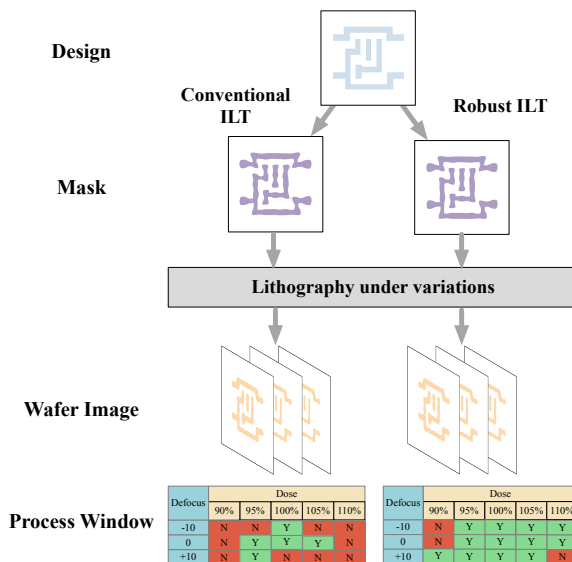 Design
Conventional
ILT
Robust ILT
Mask
Lithography under variations
Wafer Image
Process Window
Defocus Dose
90% 95% 100% 105% 110%
-10 N N Y N N
0 N Y Y Y N
+10 N Y N N N
Defocus Dose
90% 95% 100% 105% 110%
-10 N Y Y Y Y
0 N Y Y Y Y
+10 Y Y Y Y N